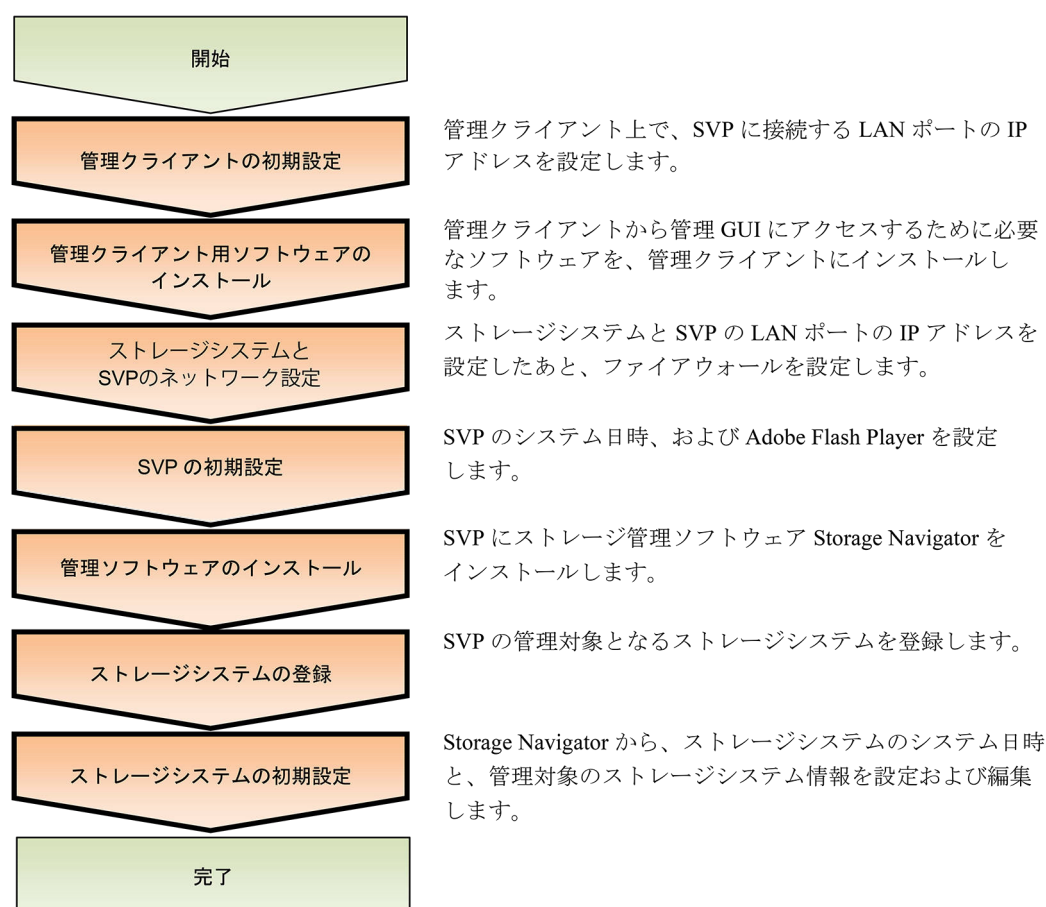 開始
管理クライアントの初期設定
管理クライアント上で、SVP に接続する LAN ポートの IP
アドレスを設定します。
管理クライアント用ソフトウェアの
インストール
管理クライアントから管理 GUI にアクセスするために必要
なソフトウェアを、管理クライアントにインストールし
ます。
ストレージシステムと
SVPのネットワーク設定
ストレージシステムと SVP の LAN ポートの IP アドレスを
設定したあと、ファイアウォールを設定します。
SVP の初期設定
SVP のシステム日時、および Adobe Flash Player を設定
します。
管理ソフトウェアのインストール
SVP にストレージ管理ソフトウェア Storage Navigator を
インストールします。
ストレージシステムの登録
SVP の管理対象となるストレージシステムを登録します。
ストレージシステムの初期設定
Storage Navigator から、ストレージシステムのシステム日時
と、管理対象のストレージシステム情報を設定および編集
します。
完了